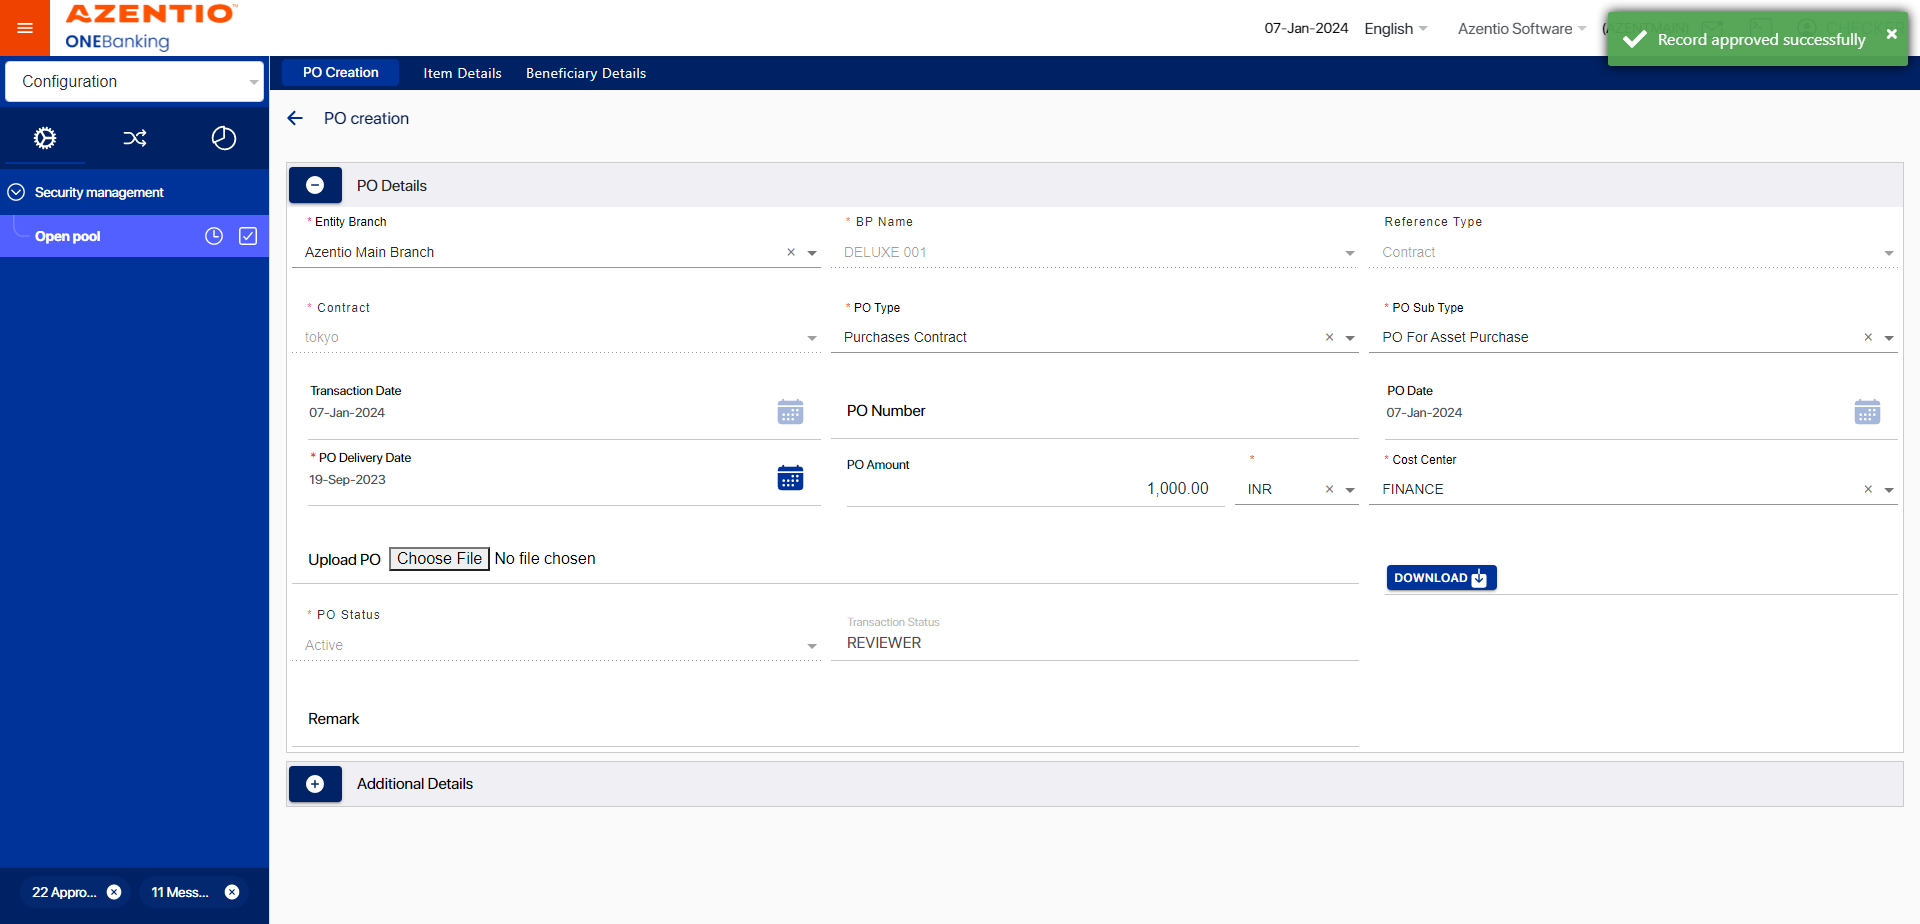 AZENTIO™
ONEBanking
07-Jan-2024 English Azentio Software
Record approved successfully ×
Configuration
PO Creation Item Details Beneficiary Details
PO creation
Security management
Open pool
PO Details
* Entity Branch * BP Name Reference Type
Azentio Main Branch × DELUXE 001 Contract
* Contract * PO Type * PO Sub Type
tokyo Purchases Contract × PO For Asset Purchase ×
Transaction Date PO Number PO Date
07-Jan-2024 07-Jan-2024
* PO Delivery Date PO Amount * * Cost Center
19-Sep-2023 1,000.00 INR × FINANCE ×
Upload PO Choose File No file chosen
DOWNLOAD
* PO Status Transaction Status
Active REVIEWER
Remark
Additional Details
22 Appro... 11 Mess...